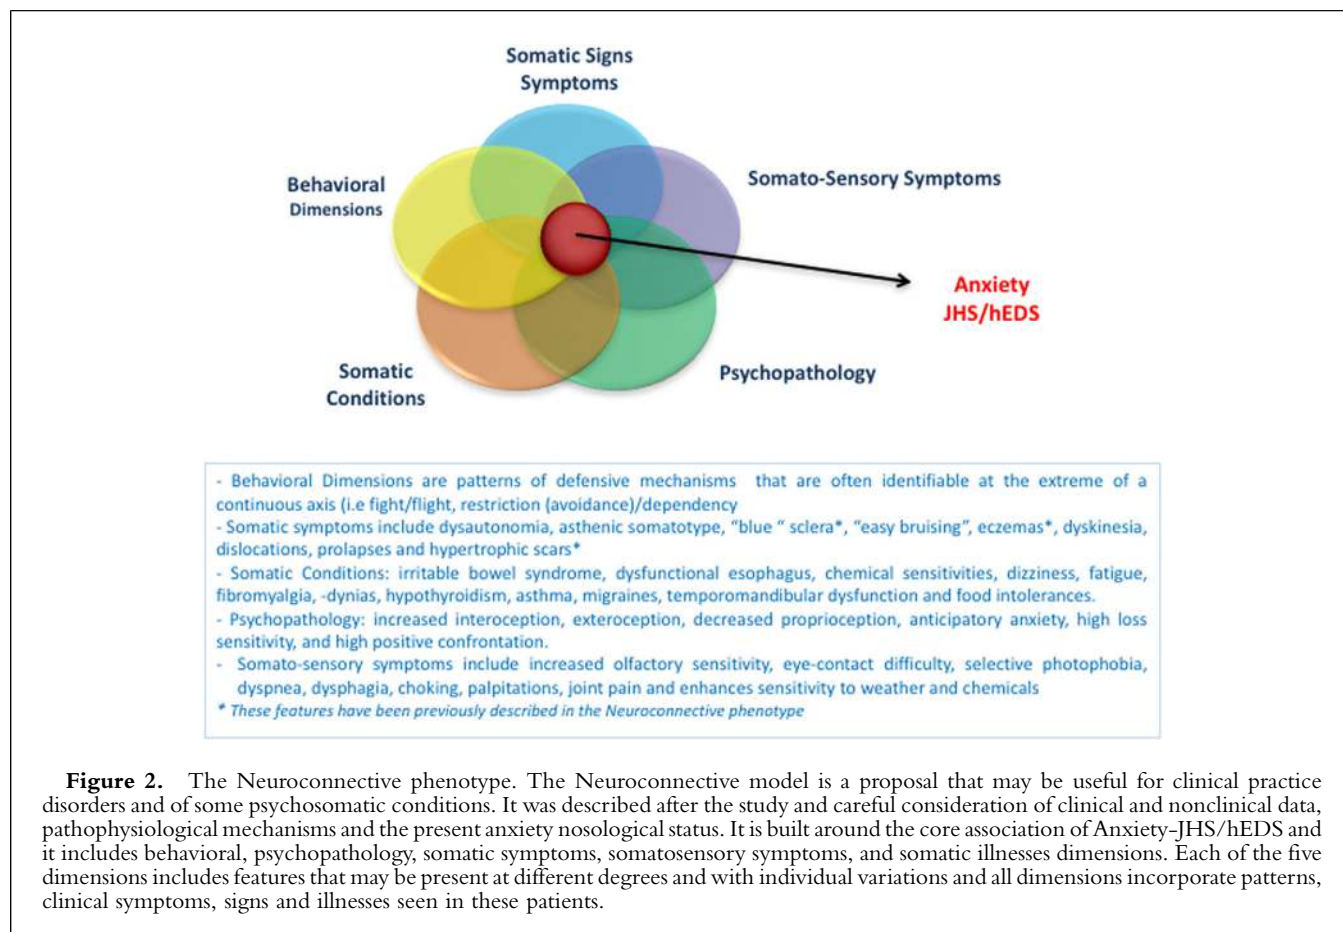 Somatic Signs
Symptoms
Behavioral
Dimensions
Somato-Sensory Symptoms
Anxiety
JHS/hEDS
Somatic
Conditions
Psychopathology
- Behavioral Dimensions are patterns of defensive mechanisms that are often identifiable at the extreme of a
continuous axis (i.e fight/flight, restriction (avoidance)/dependency
- Somatic symptoms include dysautonomia, asthenic somatotype, “blue “ sclera*, “easy bruising”, eczemas*, dyskinesia,
dislocations, prolapses and hypertrophic scars*
- Somatic Conditions: irritable bowel syndrome, dysfunctional esophagus, chemical sensitivities, dizziness, fatigue,
fibromyalgia, -dynias, hypothyroidism, asthma, migraines, temporomandibular dysfunction and food intolerances.
- Psychopathology: increased interoception, exteroception, decreased proprioception, anticipatory anxiety, high loss
sensitivity, and high positive confrontation.
- Somato-sensory symptoms include increased olfactory sensitivity, eye-contact difficulty, selective photophobia,
dyspnea, dysphagia, choking, palpitations, joint pain and enhances sensitivity to weather and chemicals
* These features have been previously described in the Neuroconnective phenotype
Figure 2. The Neuroconnective phenotype. The Neuroconnective model is a proposal that may be useful for clinical practice
disorders and of some psychosomatic conditions. It was described after the study and careful consideration of clinical and nonclinical data,
pathophysiological mechanisms and the present anxiety nosological status. It is built around the core association of Anxiety-JHS/hEDS and
it includes behavioral, psychopathology, somatic symptoms, somatosensory symptoms, and somatic illnesses dimensions. Each of the five
dimensions includes features that may be present at different degrees and with individual variations and all dimensions incorporate patterns,
clinical symptoms, signs and illnesses seen in these patients.